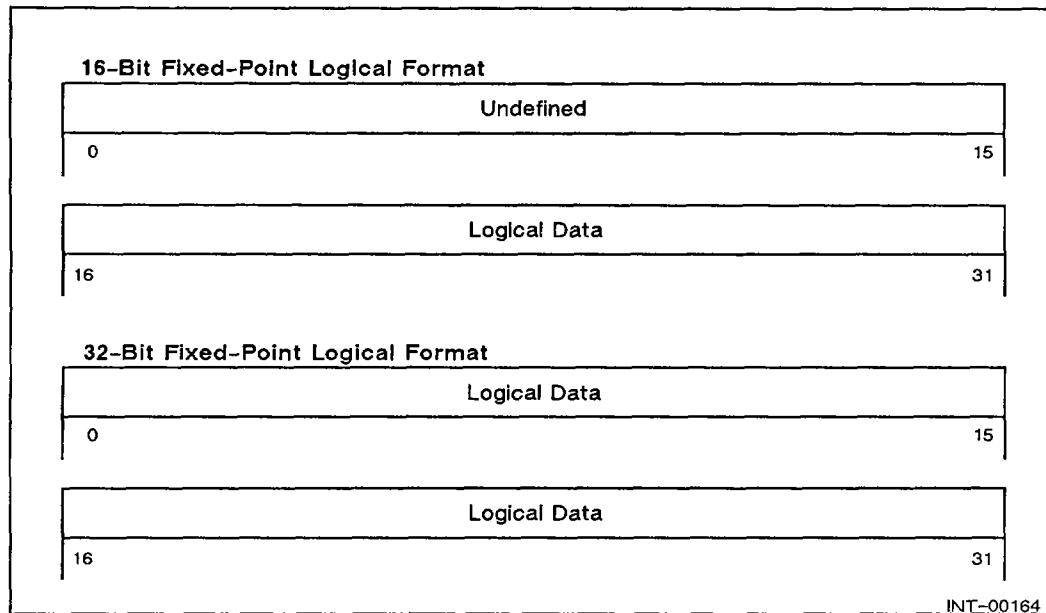 16-Bit Fixed-Point Logical Format
Undefined
0 15
Logical Data
16 31
32-Bit Fixed-Point Logical Format
Logical Data
0 15
Logical Data
16 31
INT-00164